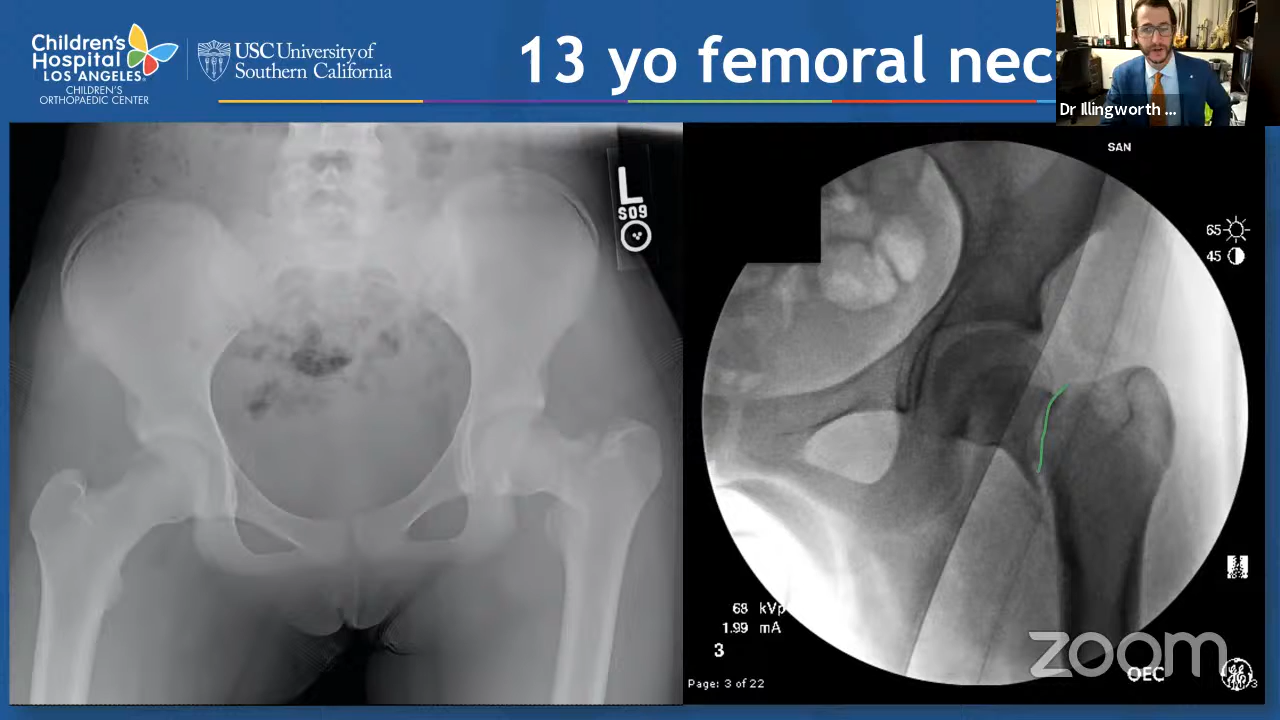 Children's
Hospital
LOS ANGELES
CHILDREN'S
ORTHOPAEDIC CENTER
USC University of
Southern California
13 yo femoral nec
Dr Illingworth ...
L
S09
SAN
65
45
68 kVp
1.99 mA
3
Page: 3 of 22
zoom
OEC
3